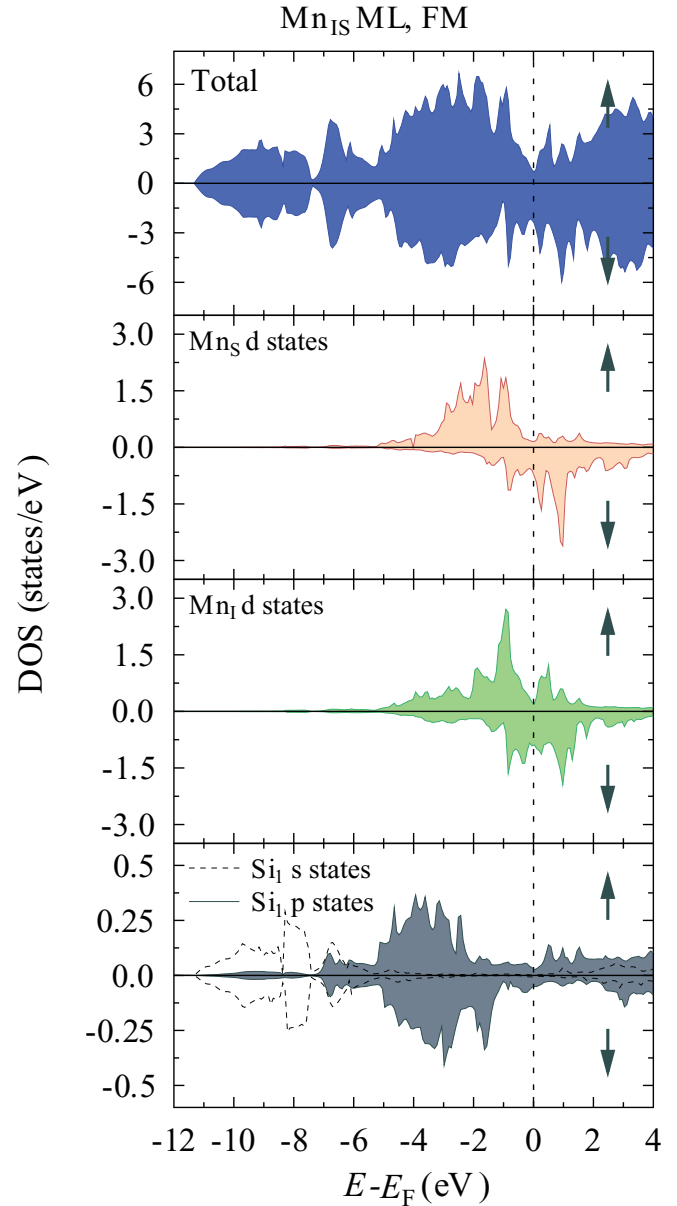 Mn_IS ML, FM
Total
6
3
0
-3
-6
Mn_S d states
3.0
1.5
0.0
-1.5
-3.0
Mn_I d states
3.0
1.5
0.0
-1.5
-3.0
Si_1 s states
Si_1 p states
0.5
0.25
0.0
-0.25
-0.5
DOS (states/eV)
-12 -10 -8 -6 -4 -2 0 2 4
E-E_F (eV)